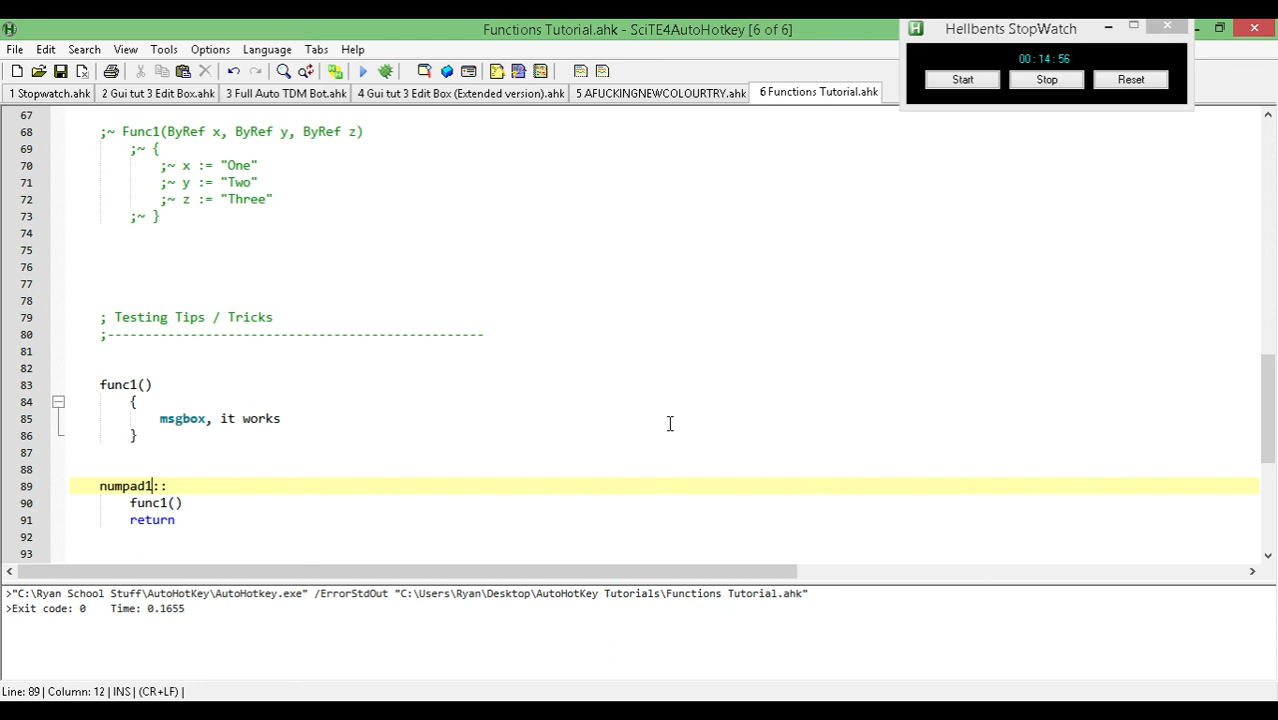 Functions Tutorial.ahk - SciTE4AutoHotkey [6 of 6]
Hellbents StopWatch
File Edit Search View Tools Options Language Tabs Help
00 : 14 : 56
Start Stop Reset
1 Stopwatch.ahk 2 Gui tut 3 Edit Box.ahk 3 Full Auto TDM Bot.ahk 4 Gui tut 3 Edit Box (Extended version).ahk 5 AFUCKINGNEWCOLOURTRY.ahk 6 Functions Tutorial.ahk
67
68 ;~ Func1(ByRef x, ByRef y, ByRef z)
69 ;~ {
70 ;~ x := "One"
71 ;~ y := "Two"
72 ;~ z := "Three"
73 ;~ }
74
75
76
77
78
79 ; Testing Tips / Tricks
80 ;--------------------------------------------------
81
82
83 func1()
84 {
85 msgbox, it works
86 }
87
88
89 numpad1::
90 func1()
91 return
92
93
>"C:\Ryan School Stuff\AutoHotKey\AutoHotkey.exe" /ErrorStdOut "C:\Users\Ryan\Desktop\AutoHotKey Tutorials\Functions Tutorial.ahk"
>Exit code: 0 Time: 0.1655
Line: 89 | Column: 12 | INS | (CR+LF) |